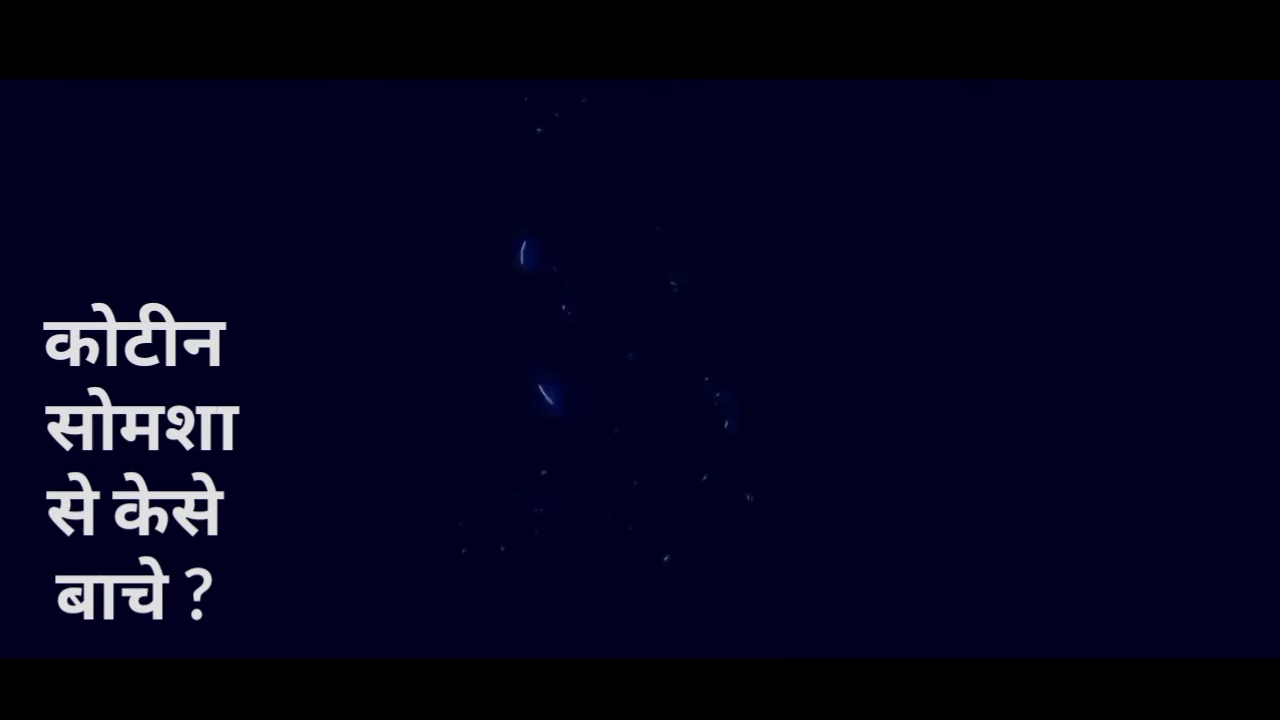 कोटीन
सोमशा
से केसे
बाचे ?